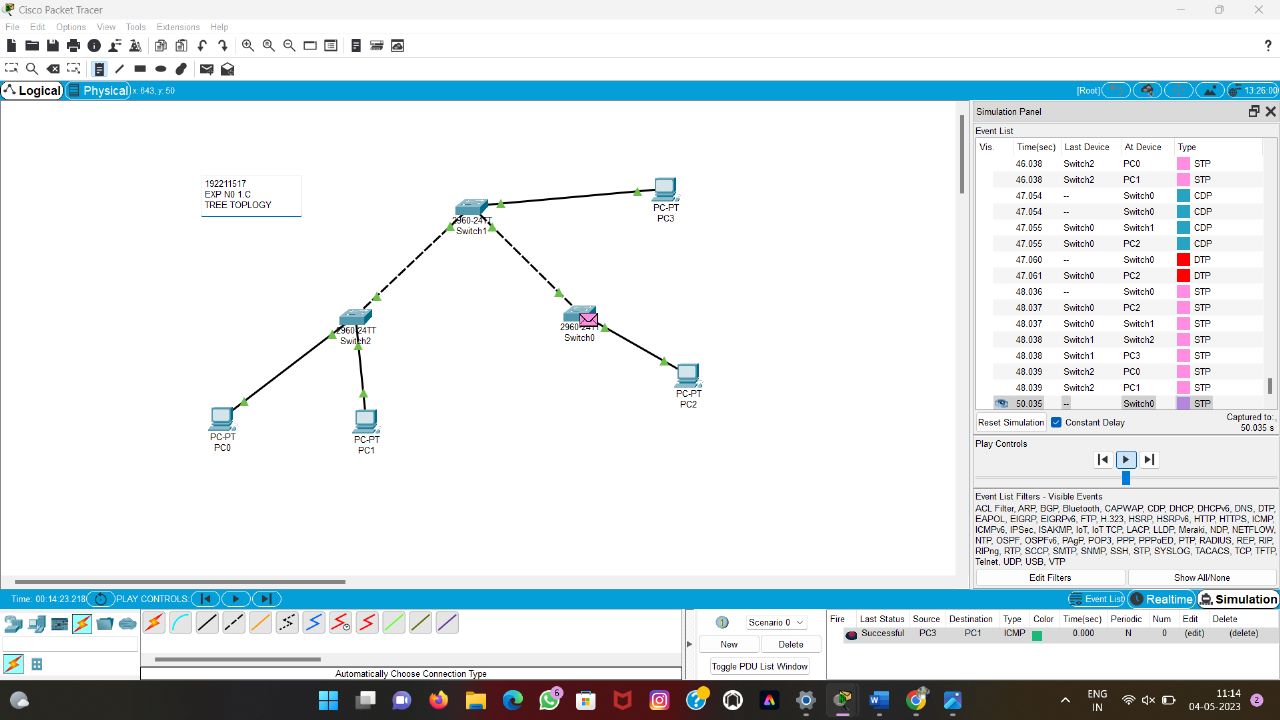 Cisco Packet Tracer
File Edit Options View Tools Extensions Help
?
Logical Physical x: 643, y: 50 [Root] 13:26:00
192211517
EXP N0 1.C
TREE TOPLOGY
2960-24TT
Switch1
PC-PT
PC3
2960-24TT
Switch2
2960-24TT
Switch0
PC-PT
PC2
PC-PT
PC0
PC-PT
PC1
Simulation Panel
Event List
Vis. Time(sec) Last Device At Device Type
46.038 Switch2 PC0 STP
46.038 Switch2 PC1 STP
47.054 -- Switch0 CDP
47.054 -- Switch0 CDP
47.055 Switch0 Switch1 CDP
47.055 Switch0 PC2 CDP
47.060 -- Switch0 DTP
47.061 Switch0 PC2 DTP
48.036 -- Switch0 STP
48.037 Switch0 PC2 STP
48.037 Switch0 Switch1 STP
48.038 Switch1 Switch2 STP
48.038 Switch1 PC3 STP
48.039 Switch2 PC0 STP
48.039 Switch2 PC1 STP
50.035 -- Switch0 STP
Reset Simulation Constant Delay Captured to:
50.035 s
Play Controls
Event List Filters - Visible Events
ACL Filter, ARP, BGP, Bluetooth, CAPWAP, CDP, DHCP, DHCPv6, DNS, DTP,
EAPOL, EIGRP, EIGRPv6, FTP, H.323, HSRP, HSRPv6, HTTP, HTTPS, ICMP,
ICMPv6, IPSec, ISAKMP, IoT, IoT TCP, LACP, LLDP, Meraki, NDP, NETFLOW,
NTP, OSPF, OSPFv6, PAgP, POP3, PPP, PPPoED, PTP, RADIUS, REP, RIP,
RIPng, RTP, SCCP, SMTP, SNMP, SSH, STP, SYSLOG, TACACS, TCP, TFTP,
Telnet, UDP, USB, VTP
Edit Filters Show All/None
Time: 00:14:23.218 PLAY CONTROLS: Event List Realtime Simulation
Automatically Choose Connection Type
Scenario 0
New Delete
Toggle PDU List Window
Fire Last Status Source Destination Type Color Time(sec) Periodic Num Edit Delete
Successful PC3 PC1 ICMP 0.000 N 0 (edit) (delete)
6
ENG
IN
11:14
04-05-2023
2